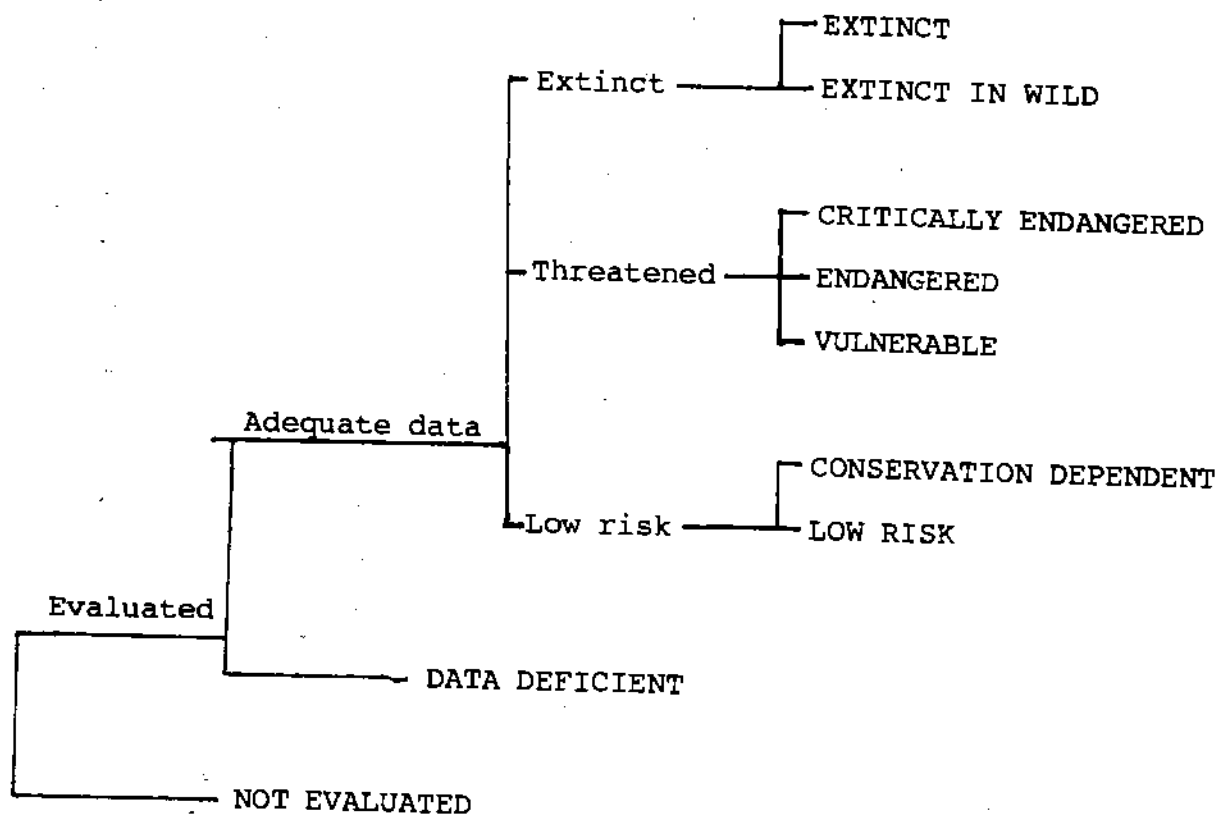 EXTINCT
Extinct
EXTINCT IN WILD
CRITICALLY ENDANGERED
Threatened
ENDANGERED
VULNERABLE
Adequate data
CONSERVATION DEPENDENT
Low risk
LOW RISK
Evaluated
DATA DEFICIENT
NOT EVALUATED